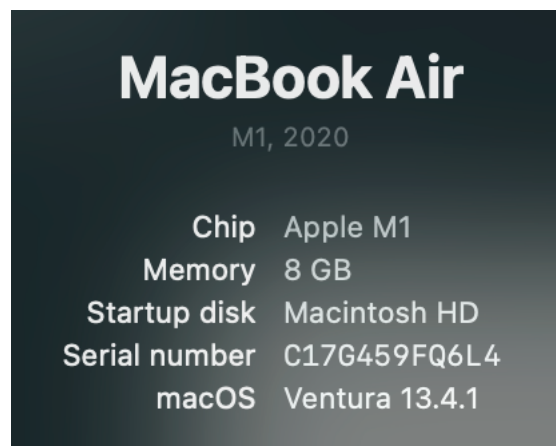 MacBook Air
M1, 2020
Chip Apple M1
Memory 8 GB
Startup disk Macintosh HD
Serial number C17G459FQ6L4
macOS Ventura 13.4.1